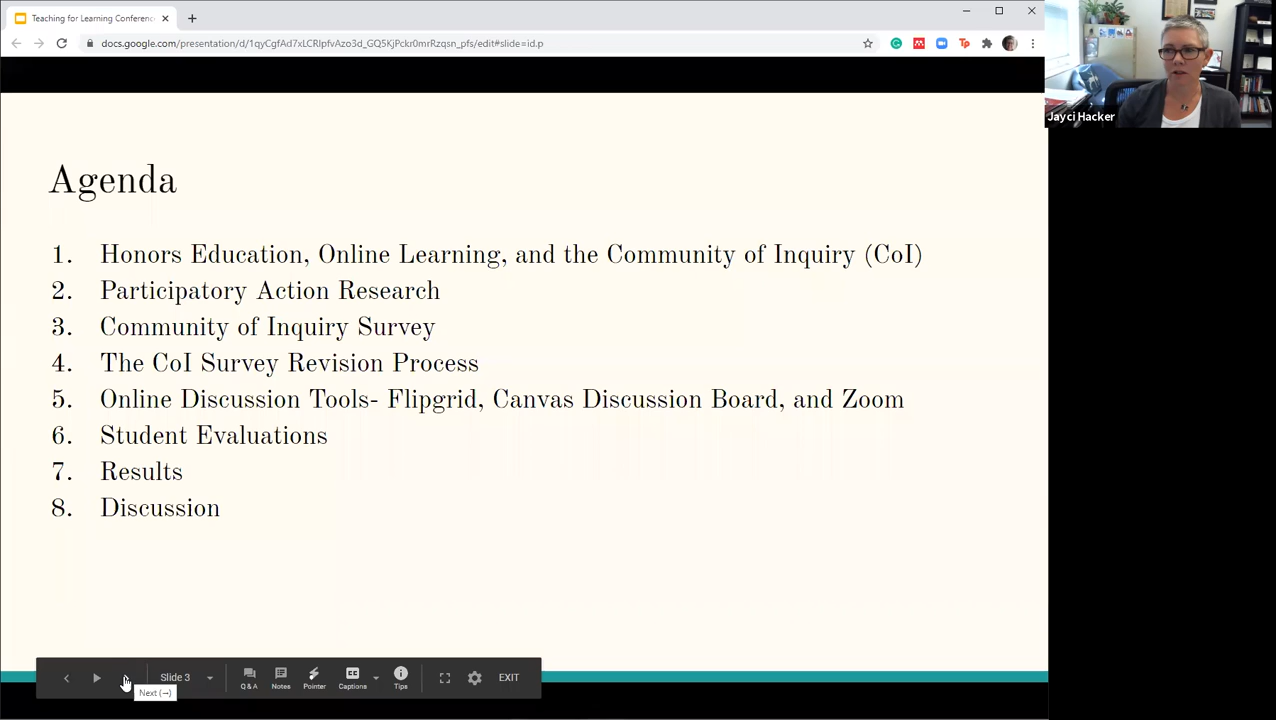 Teaching for Learning Conferenc
docs.google.com/presentation/d/1qyCgfAd7xLCRlpfvAzo3d_GQ5KjPckr0mrRzqsn_pfs/edit#slide=id.p
Jayci Hacker
Agenda
1. Honors Education, Online Learning, and the Community of Inquiry (CoI)
2. Participatory Action Research
3. Community of Inquiry Survey
4. The CoI Survey Revision Process
5. Online Discussion Tools- Flipgrid, Canvas Discussion Board, and Zoom
6. Student Evaluations
7. Results
8. Discussion
Slide 3
Q & A
Notes
Pointer
CC
Captions
Tips
EXIT
Next (→)